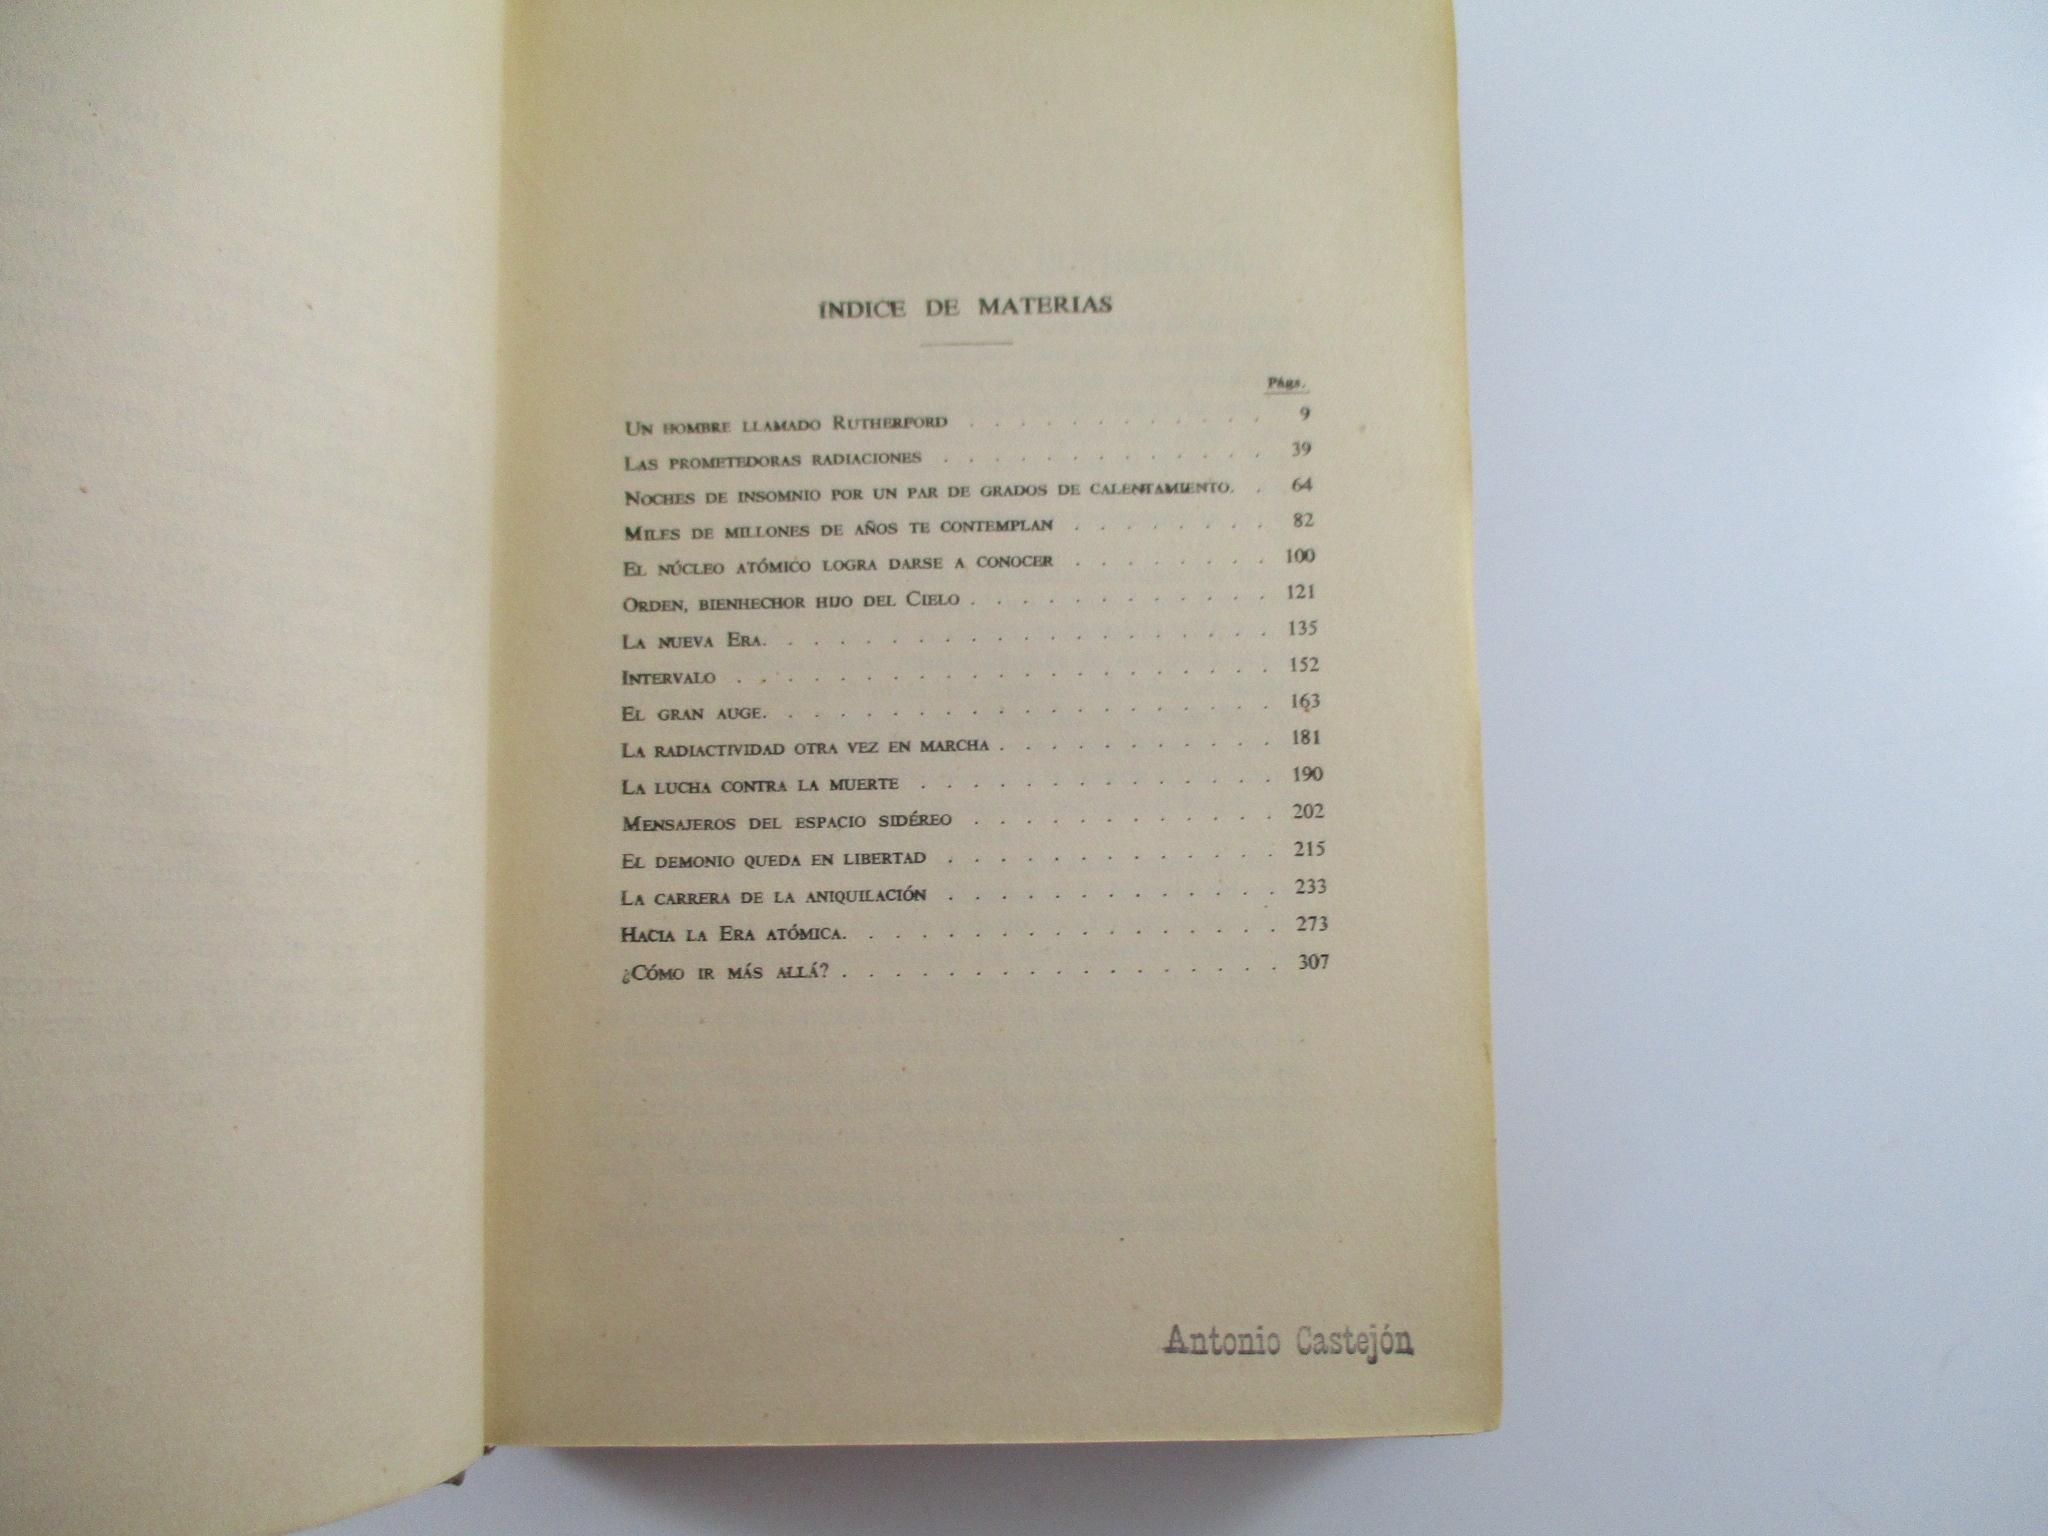 INDICE DE MATERIAS
Págs.
UN HOMBRE LLAMADO RUTHERFORD . . . . . . . . . . . . 9
LAS PROMETEDORAS RADIACIONES . . . . . . . . . . . . . 39
NOCHES DE INSOMNIO POR UN PAR DE GRADOS DE CALENTAMIENTO. . 64
MILES DE MILLONES DE AÑOS TE CONTEMPLAN . . . . . . . . 82
EL NÚCLEO ATÓMICO LOGRA DARSE A CONOCER . . . . . . . . 100
ORDEN, BIENHECHOR HIJO DEL CIELO . . . . . . . . . . . . 121
LA NUEVA ERA. . . . . . . . . . . . . . . . . . . . 135
INTERVALO . . . . . . . . . . . . . . . . . . . . . 152
EL GRAN AUGE. . . . . . . . . . . . . . . . . . . . 163
LA RADIACTIVIDAD OTRA VEZ EN MARCHA . . . . . . . . . . . 181
LA LUCHA CONTRA LA MUERTE . . . . . . . . . . . . . . 190
MENSAJEROS DEL ESPACIO SIDÉREO . . . . . . . . . . . . 202
EL DEMONIO QUEDA EN LIBERTAD . . . . . . . . . . . . . 215
LA CARRERA DE LA ANIQUILACIÓN . . . . . . . . . . . . . 233
HACIA LA ERA ATÓMICA. . . . . . . . . . . . . . . . . 273
¿CÓMO IR MÁS ALLÁ? . . . . . . . . . . . . . . . . . 307
Antonio Castejón